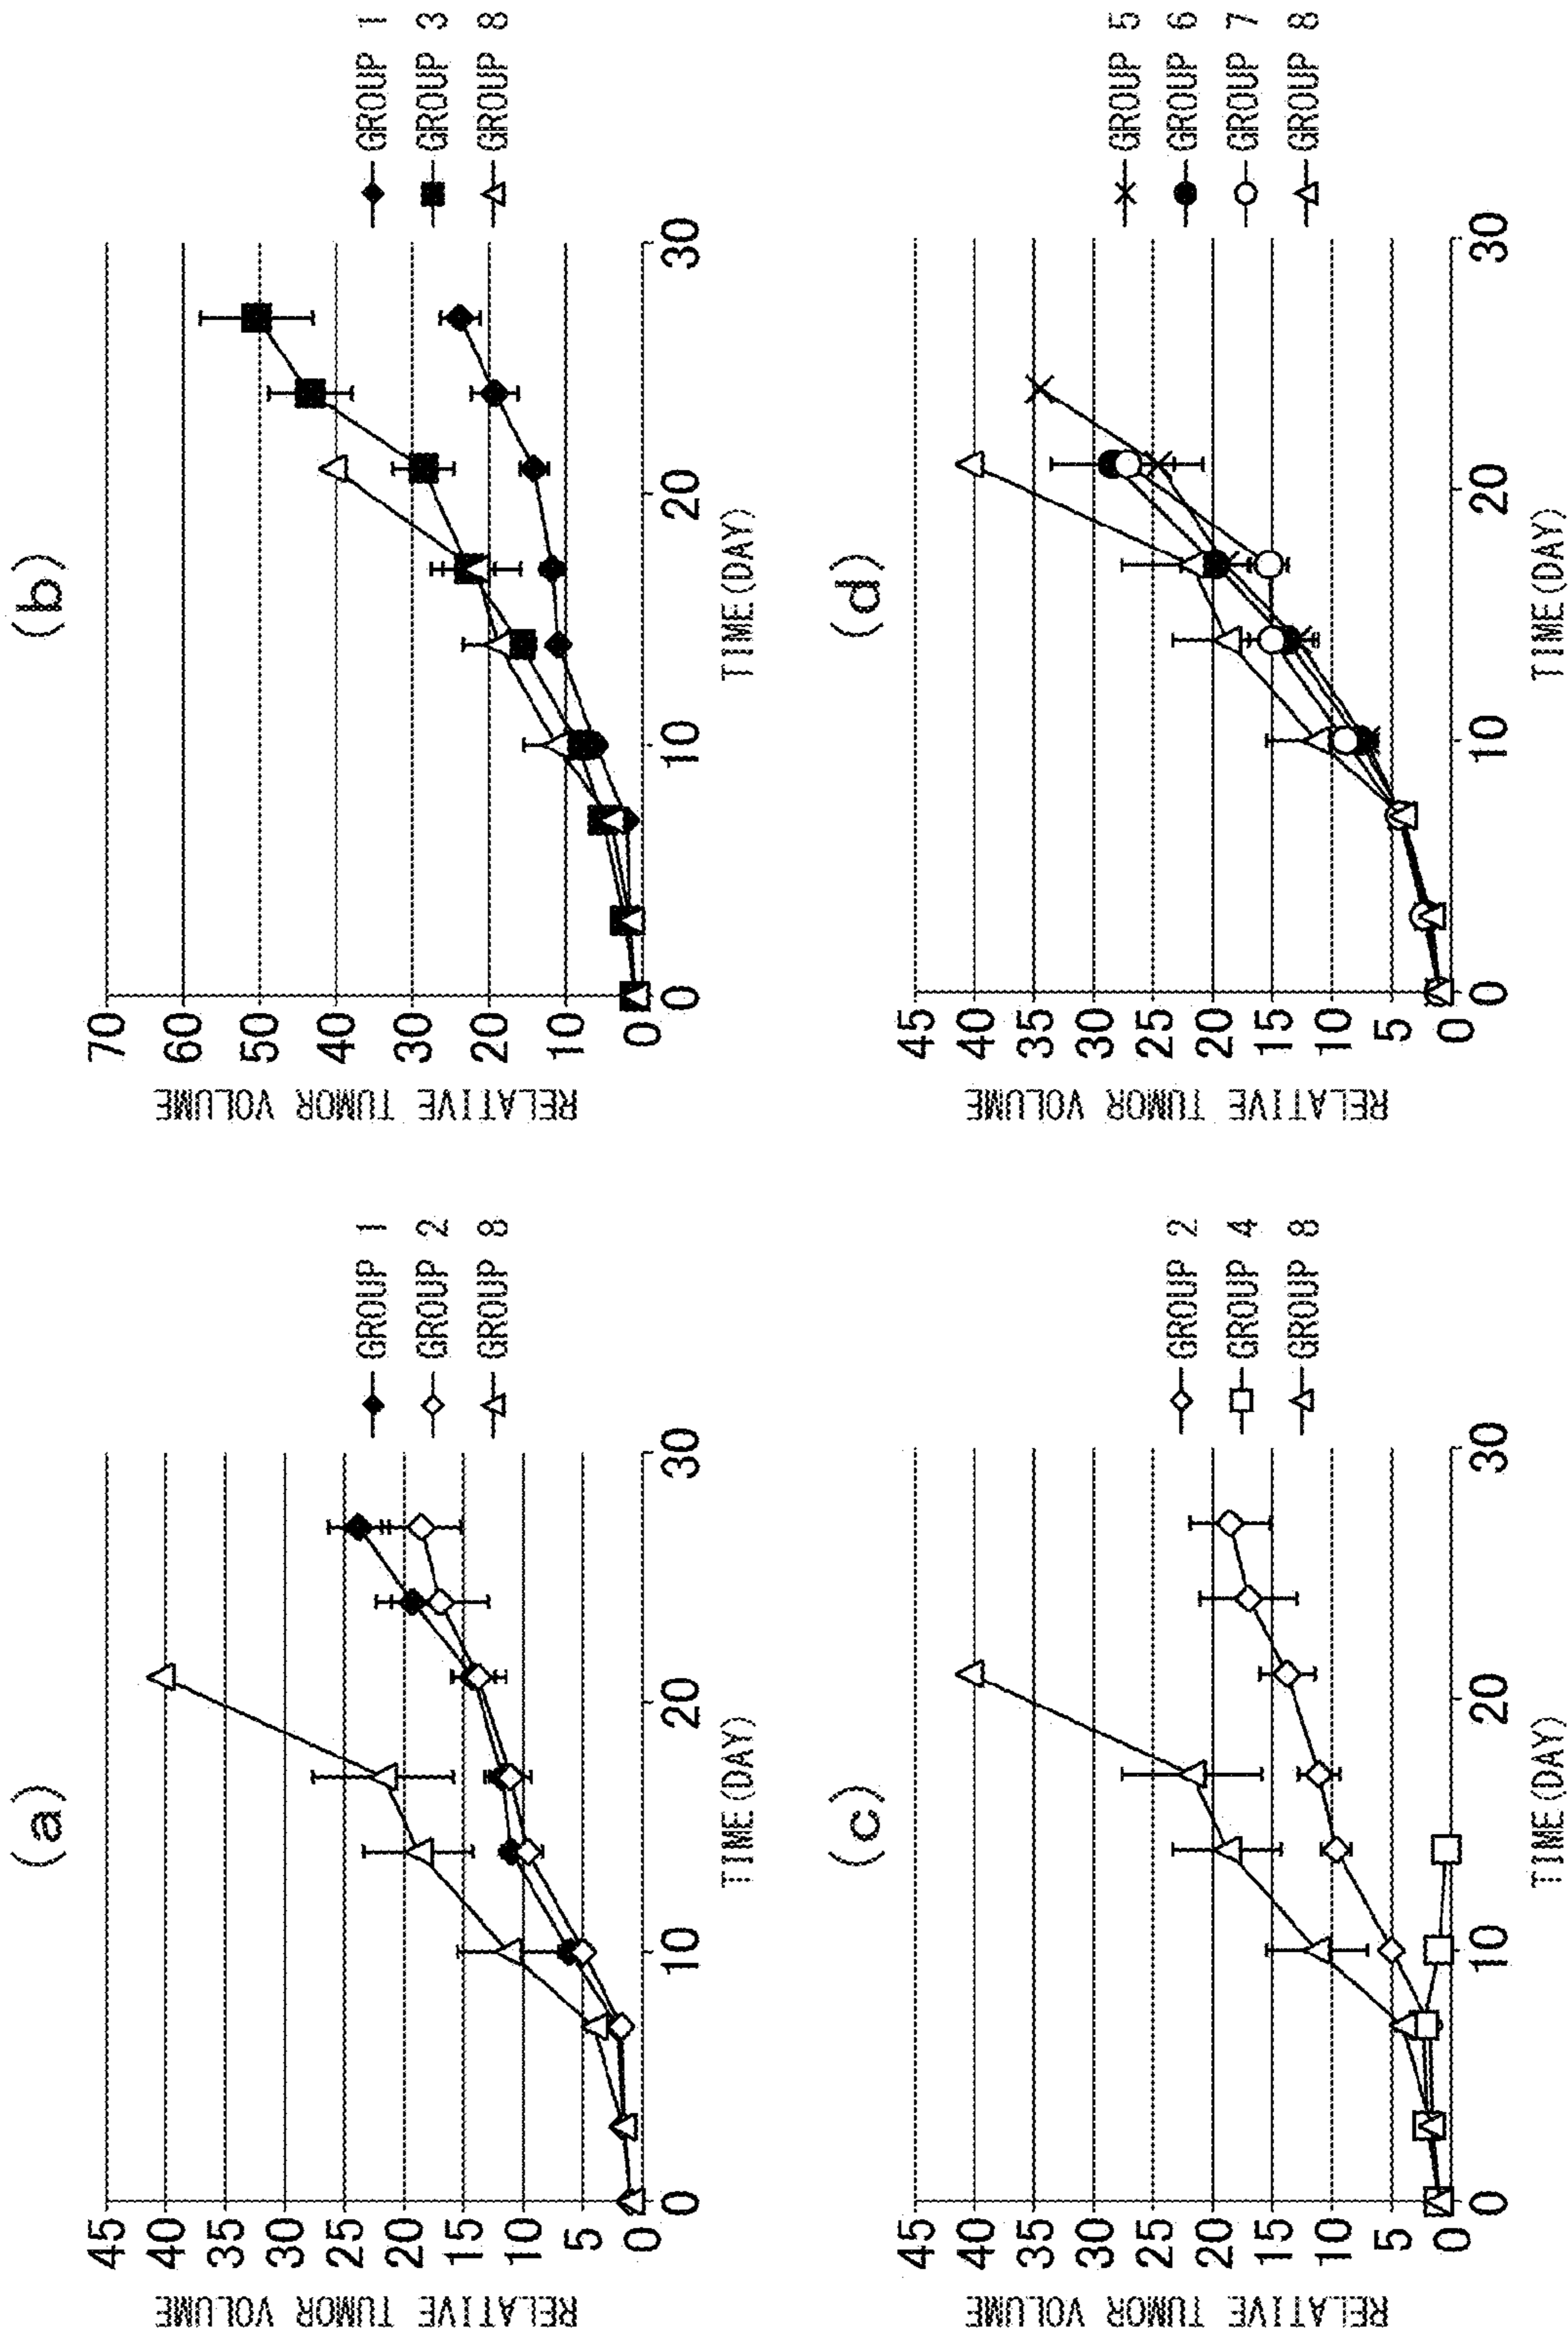 (a)
RELATIVE TUMOR VOLUME
45
40
35
30
25
20
15
10
5
0
0
10
20
30
TIME(DAY)
GROUP 1
GROUP 2
GROUP 8
(b)
RELATIVE TUMOR VOLUME
70
60
50
40
30
20
10
0
0
10
20
30
TIME(DAY)
GROUP 1
GROUP 3
GROUP 8
(c)
RELATIVE TUMOR VOLUME
45
40
35
30
25
20
15
10
5
0
0
10
20
30
TIME(DAY)
GROUP 2
GROUP 4
GROUP 8
(d)
RELATIVE TUMOR VOLUME
45
40
35
30
25
20
15
10
5
0
0
10
20
30
TIME(DAY)
GROUP 5
GROUP 6
GROUP 7
GROUP 8